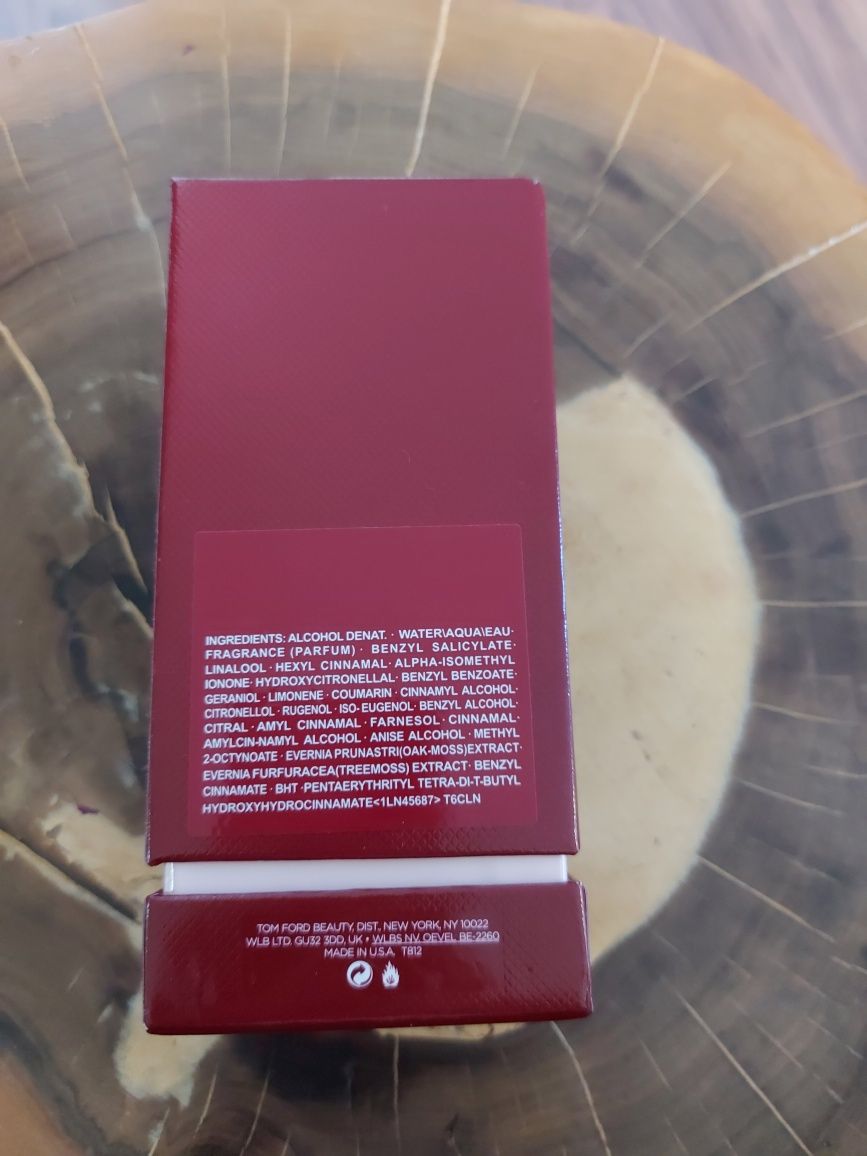 INGREDIENTS: ALCOHOL DENAT. · WATER\AQUA\EAU·
FRAGRANCE (PARFUM) · BENZYL SALICYLATE·
LINALOOL · HEXYL CINNAMAL · ALPHA-ISOMETHYL
IONONE · HYDROXYCITRONELLAL · BENZYL BENZOATE·
GERANIOL · LIMONENE · COUMARIN · CINNAMYL ALCOHOL·
CITRONELLOL · RUGENOL · ISO-EUGENOL · BENZYL ALCOHOL·
CITRAL · AMYL CINNAMAL · FARNESOL · CINNAMAL·
AMYLCIN-NAMYL ALCOHOL · ANISE ALCOHOL · METHYL
2-OCTYNOATE · EVERNIA PRUNASTRI(OAK-MOSS)EXTRACT·
EVERNIA FURFURACEA(TREEMOSS) EXTRACT · BENZYL
CINNAMATE · BHT ·PENTAERYTHRITYL TETRA-DI-T-BUTYL
HYDROXYHYDROCINNAMATE<1LN45687> T6CLN
TOM FORD BEAUTY, DIST., NEW YORK, NY 10022
WLB LTD. GU32 3DD, UK • WLBS NV. OEVEL BE-2260
MADE IN U.S.A. T812